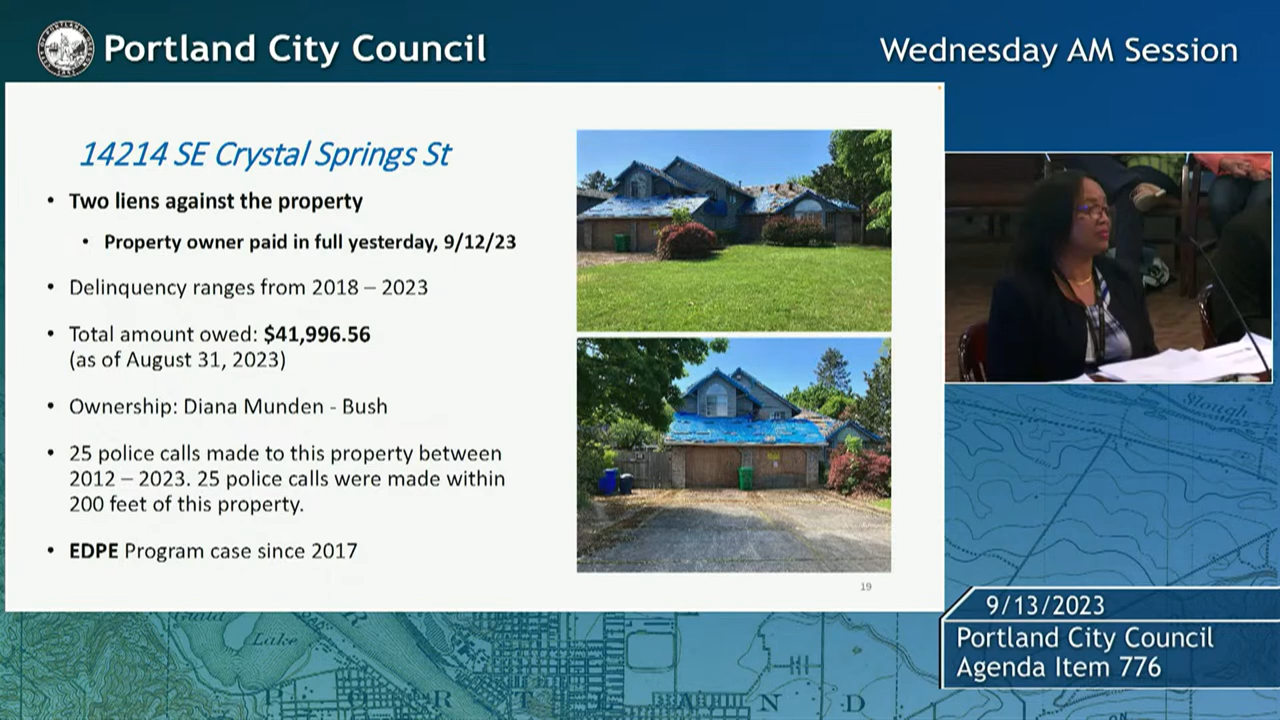 Portland City Council
Wednesday AM Session
14214 SE Crystal Springs St
• Two liens against the property
• Property owner paid in full yesterday, 9/12/23
• Delinquency ranges from 2018 – 2023
• Total amount owed: $41,996.56
(as of August 31, 2023)
• Ownership: Diana Munden - Bush
• 25 police calls made to this property between
2012 – 2023. 25 police calls were made within
200 feet of this property.
• EDPE Program case since 2017
19
9/13/2023
Portland City Council
Agenda Item 776
Slough
Guild
Lake
R T L A N D